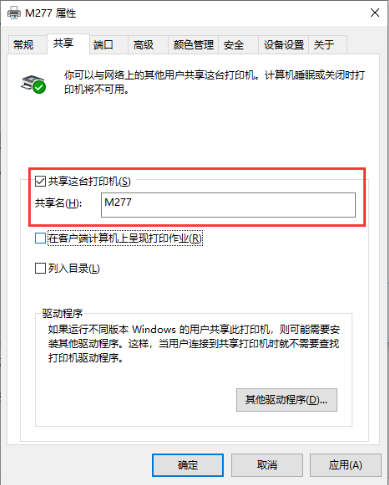 M277 属性
常规 共享 端口 高级 颜色管理 安全 设备设置 关于
你可以与网络上的其他用户共享这台打印机。计算机睡眠或关闭时打
印机将不可用。
共享这台打印机(S)
共享名(H): M277
在客户端计算机上呈现打印作业(R)
列入目录(L)
驱动程序
如果运行不同版本 Windows 的用户共享此打印机，则可能需要安
装其他驱动程序。这样，当用户连接到共享打印机时就不需要查找
打印机驱动程序。
其他驱动程序(D)...
确定 取消 应用(A)